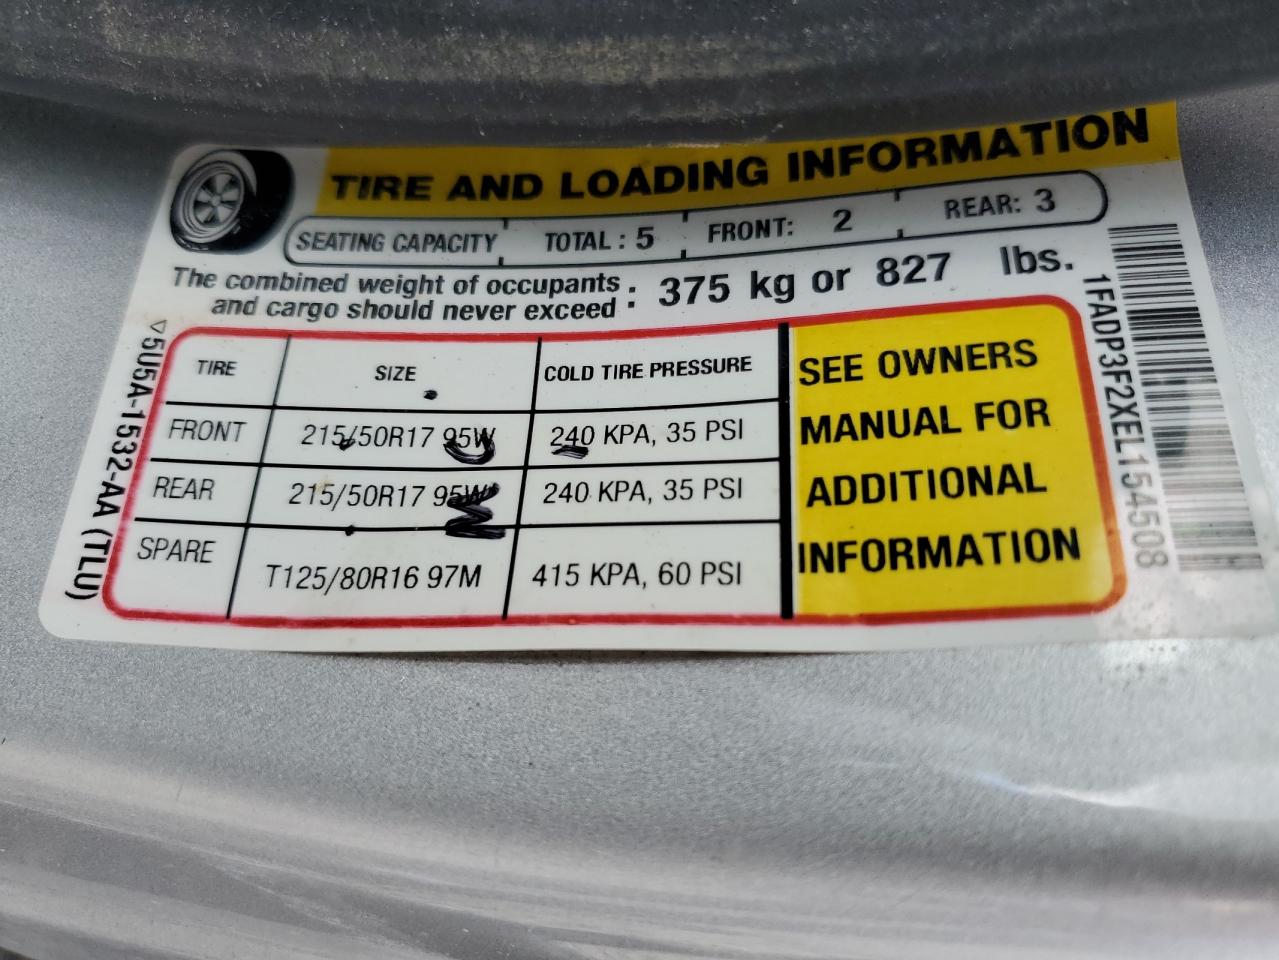 TIRE AND LOADING INFORMATION
SEATING CAPACITY TOTAL : 5 FRONT: 2 REAR: 3
The combined weight of occupants
and cargo should never exceed : 375 kg or 827 lbs.
TIRE SIZE COLD TIRE PRESSURE
FRONT 215/50R17 95W 240 KPA, 35 PSI
REAR 215/50R17 95W 240 KPA, 35 PSI
SPARE T125/80R16 97M 415 KPA, 60 PSI
SEE OWNERS
MANUAL FOR
ADDITIONAL
INFORMATION
5U5A-1532-AA (TLU)
1FADP3F2XEL154508